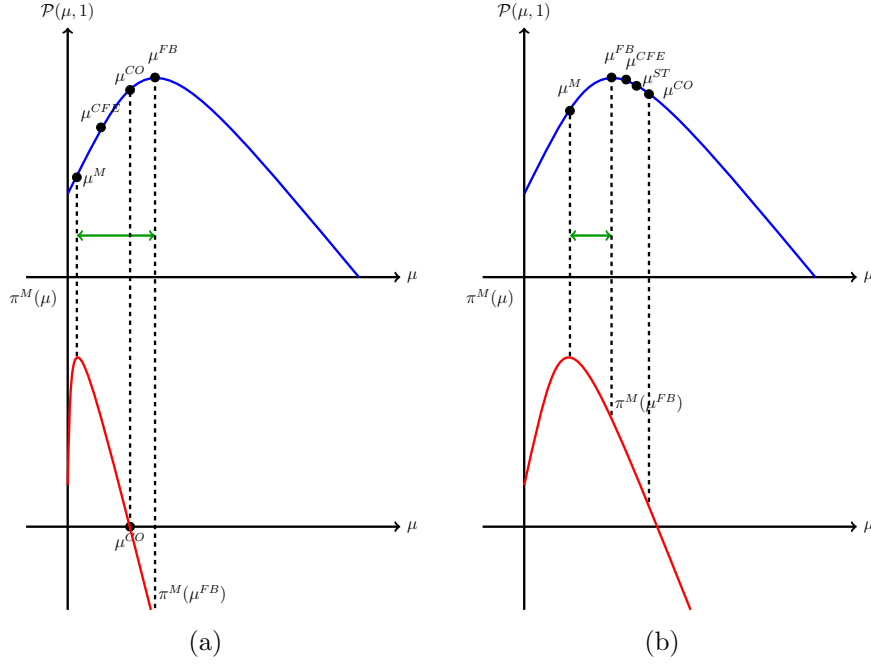 𝒫(μ, 1)
μ^{FB}
μ^{CO}
μ^{CFE}
μ^M
μ
π^M(μ)
μ
μ^{CO}
π^M(μ^{FB})
(a)
𝒫(μ, 1)
μ^{FB}
μ^{CFE}
μ^{ST}
μ^M
μ^{CO}
μ
π^M(μ)
π^M(μ^{FB})
μ
(b)